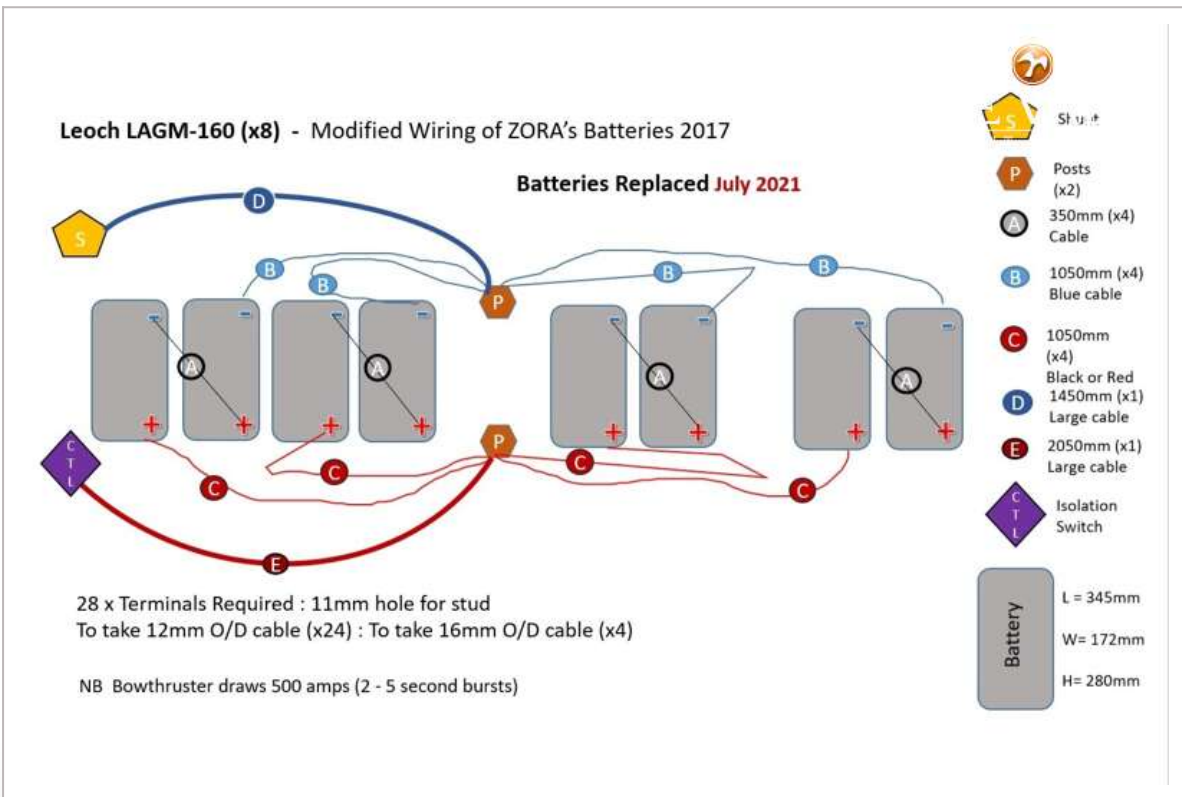 Leoch LAGM-160 (x8) - Modified Wiring of ZORA's Batteries 2017
Batteries Replaced July 2021
D
S
B
B
B
B
P
- - - - - - - -
A
A
A
A
+ + + + + + + +
P
CTL
C
C
C
C
E
28 x Terminals Required : 11mm hole for stud
To take 12mm O/D cable (x24) : To take 16mm O/D cable (x4)
NB Bowthruster draws 500 amps (2 - 5 second bursts)
S
P
Posts
(x2)
A
350mm (x4)
Cable
B
1050mm (x4)
Blue cable
C
1050mm
(x4)
Black or Red
D
1450mm (x1)
Large cable
E
2050mm (x1)
Large cable
CTL
Isolation
Switch
Battery
L = 345mm
W= 172mm
H= 280mm